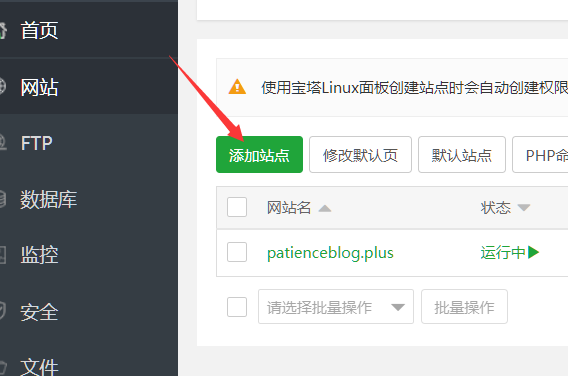 首页
网站
FTP
数据库
监控
安全
文件
使用宝塔Linux面板创建站点时会自动创建权限
添加站点 修改默认页 默认站点 PHP命
网站名 状态
patienceblog.plus 运行中
请选择批量操作 批量操作